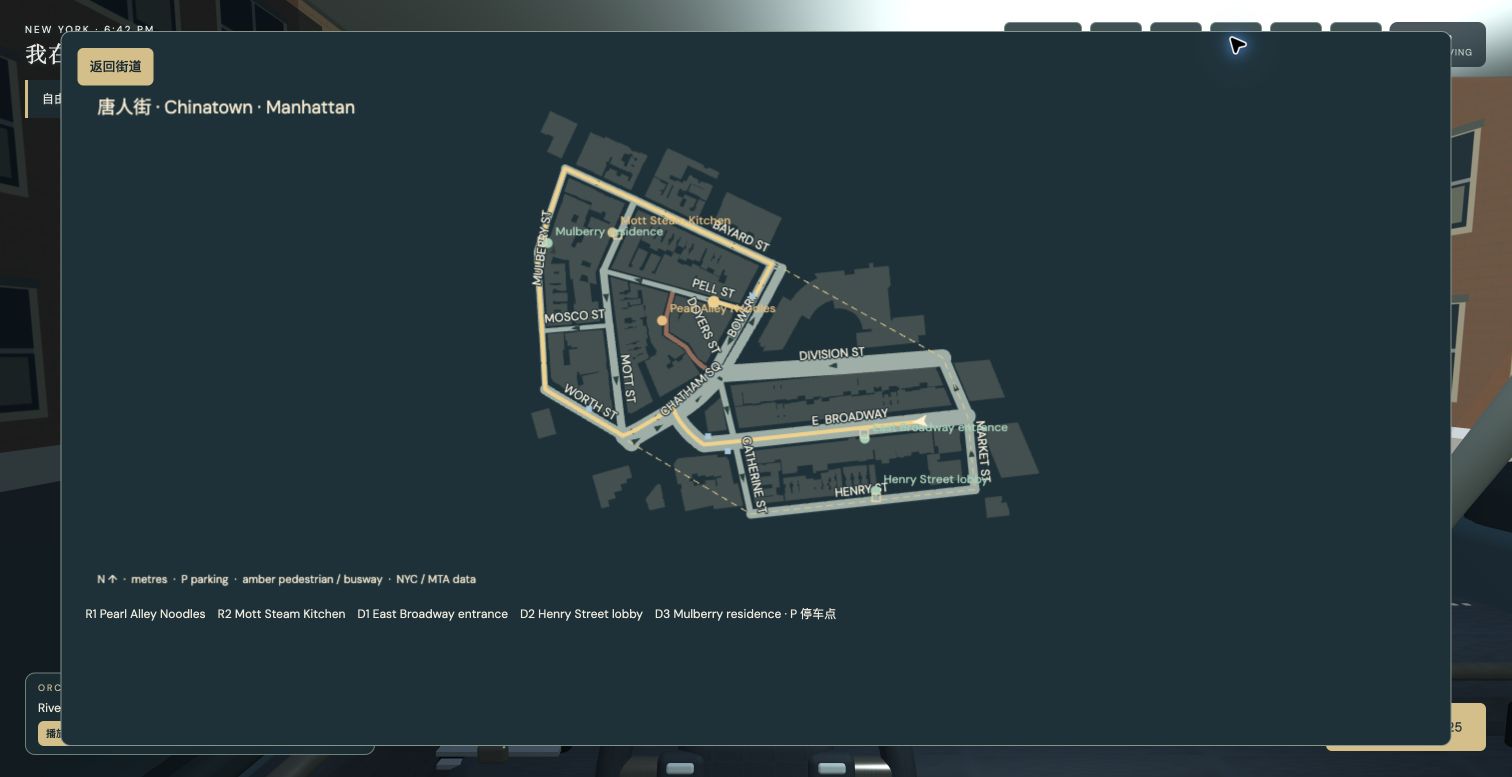 NEW YORK · 6:42 PM
我在
自由
返回街道
唐人街 · Chinatown · Manhattan
VING
Mott Steam Kitchen
BAYARD ST
Mulberry residence
MULBERRY ST
PELL ST
Pearl Alley Noodles
DOYERS ST
BOWERY
MOSCO ST
MOTT ST
WORTH ST
CHATHAM SQ
DIVISION ST
E. BROADWAY
East Broadway entrance
MARKET ST
CATHERINE ST
HENRY ST
Henry Street lobby
N ↑ · metres · P parking · amber pedestrian / busway · NYC / MTA data
R1 Pearl Alley Noodles R2 Mott Steam Kitchen D1 East Broadway entrance D2 Henry Street lobby D3 Mulberry residence · P 停车点
ORC
Rive
播放
25